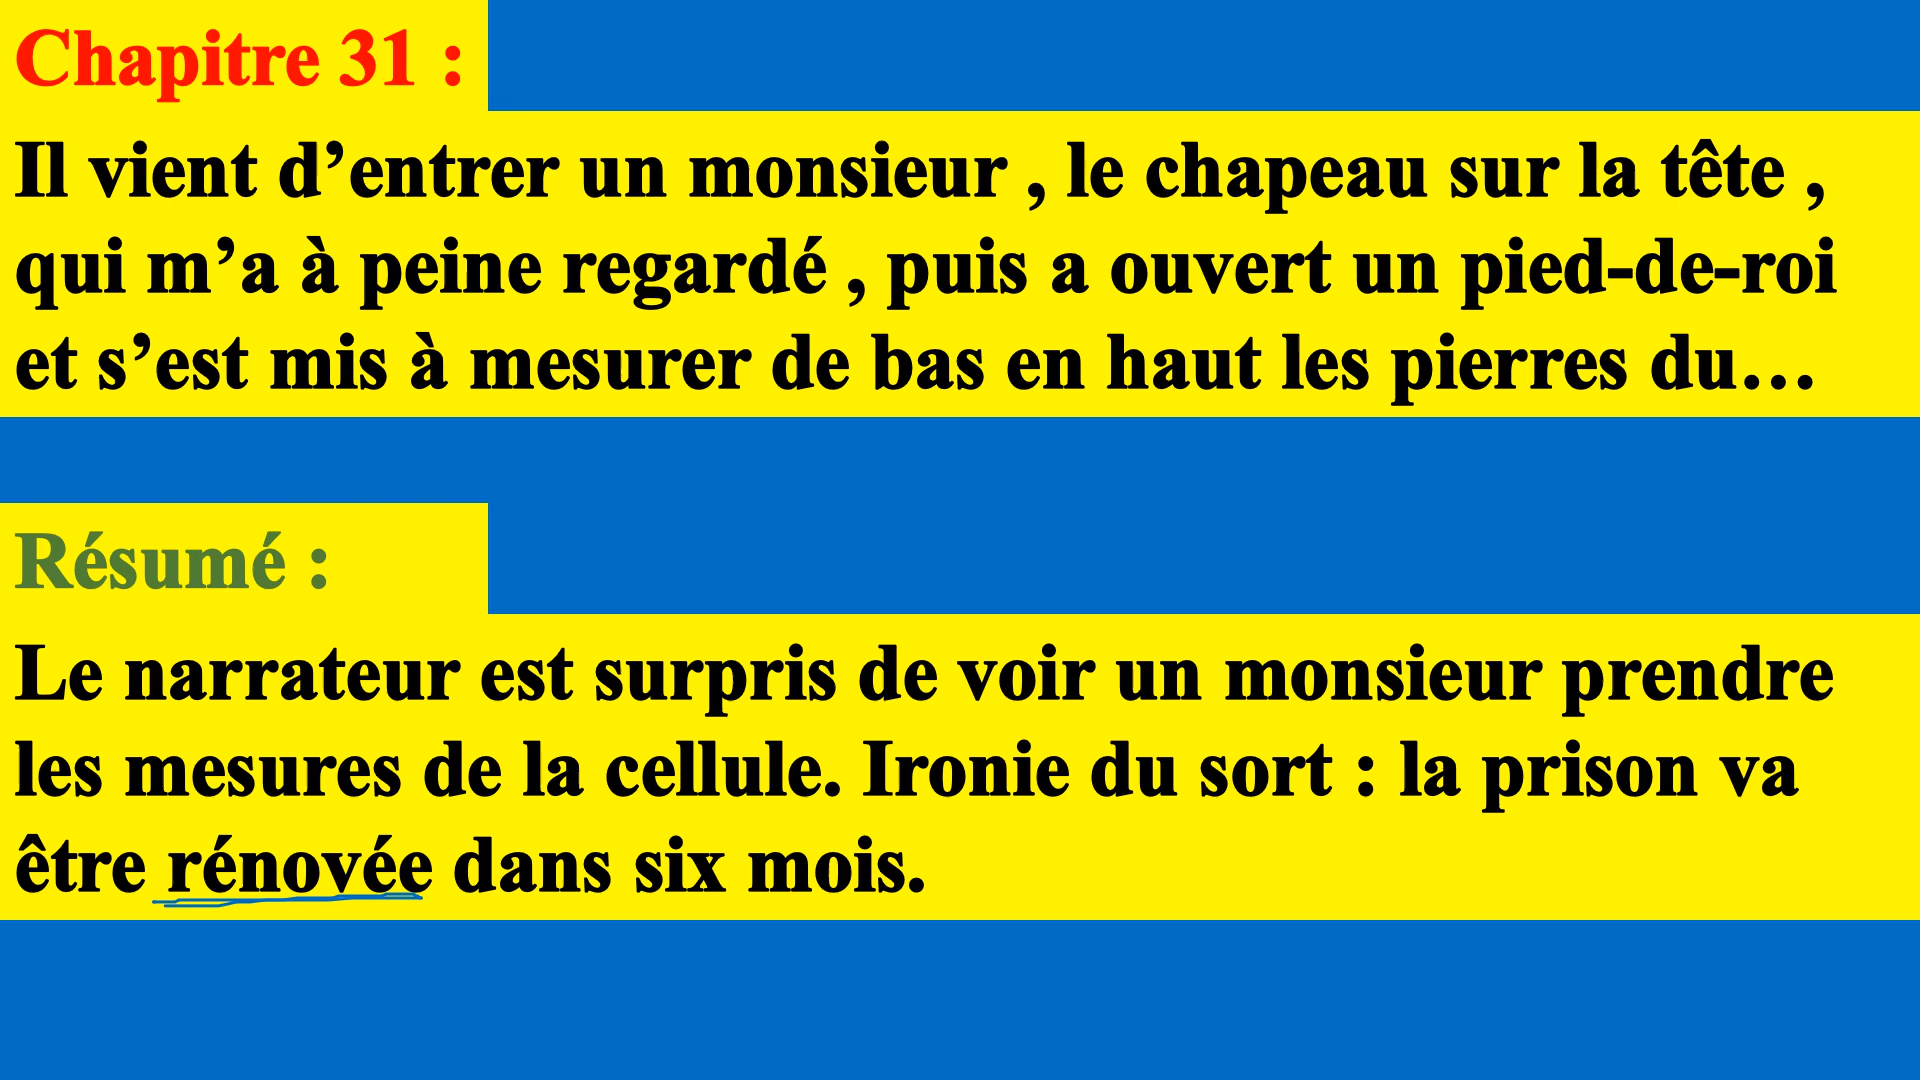 Chapitre 31 :
Il vient d’entrer un monsieur , le chapeau sur la tête ,
qui m’a à peine regardé , puis a ouvert un pied-de-roi
et s’est mis à mesurer de bas en haut les pierres du…
Résumé :
Le narrateur est surpris de voir un monsieur prendre
les mesures de la cellule. Ironie du sort : la prison va
être rénovée dans six mois.